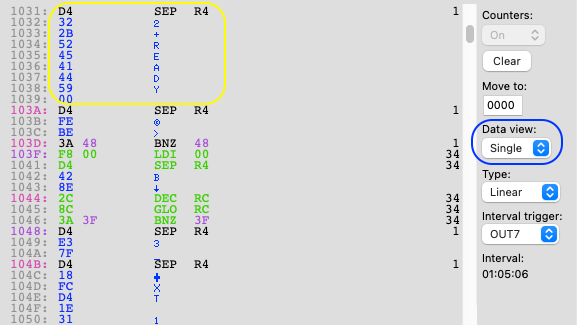 1031: D4 SEP R4 1
1032: 32 2
1033: 2B +
1034: 52 R
1035: 45 E
1036: 41 A
1037: 44 D
1038: 59 Y
1039: 00
103A: D4 SEP R4 1
103B: FE @
103C: BE >
103D: 3A 48 BNZ 48 1
103F: F8 00 LDI 00 34
1041: D4 SEP R4 34
1042: 42 B
1043: 8E ↓
1044: 2C DEC RC 34
1045: 8C GLO RC 34
1046: 3A 3F BNZ 3F 34
1048: D4 SEP R4 1
1049: E3 3
104A: 7F
104B: D4 SEP R4 1
104C: 18
104D: FC X
104E: D4 T
104F: 1E
1050: 31 1
Counters:
On
Clear
Move to:
0000
Data view:
Single
Type:
Linear
Interval trigger:
OUT7
Interval:
01:05:06